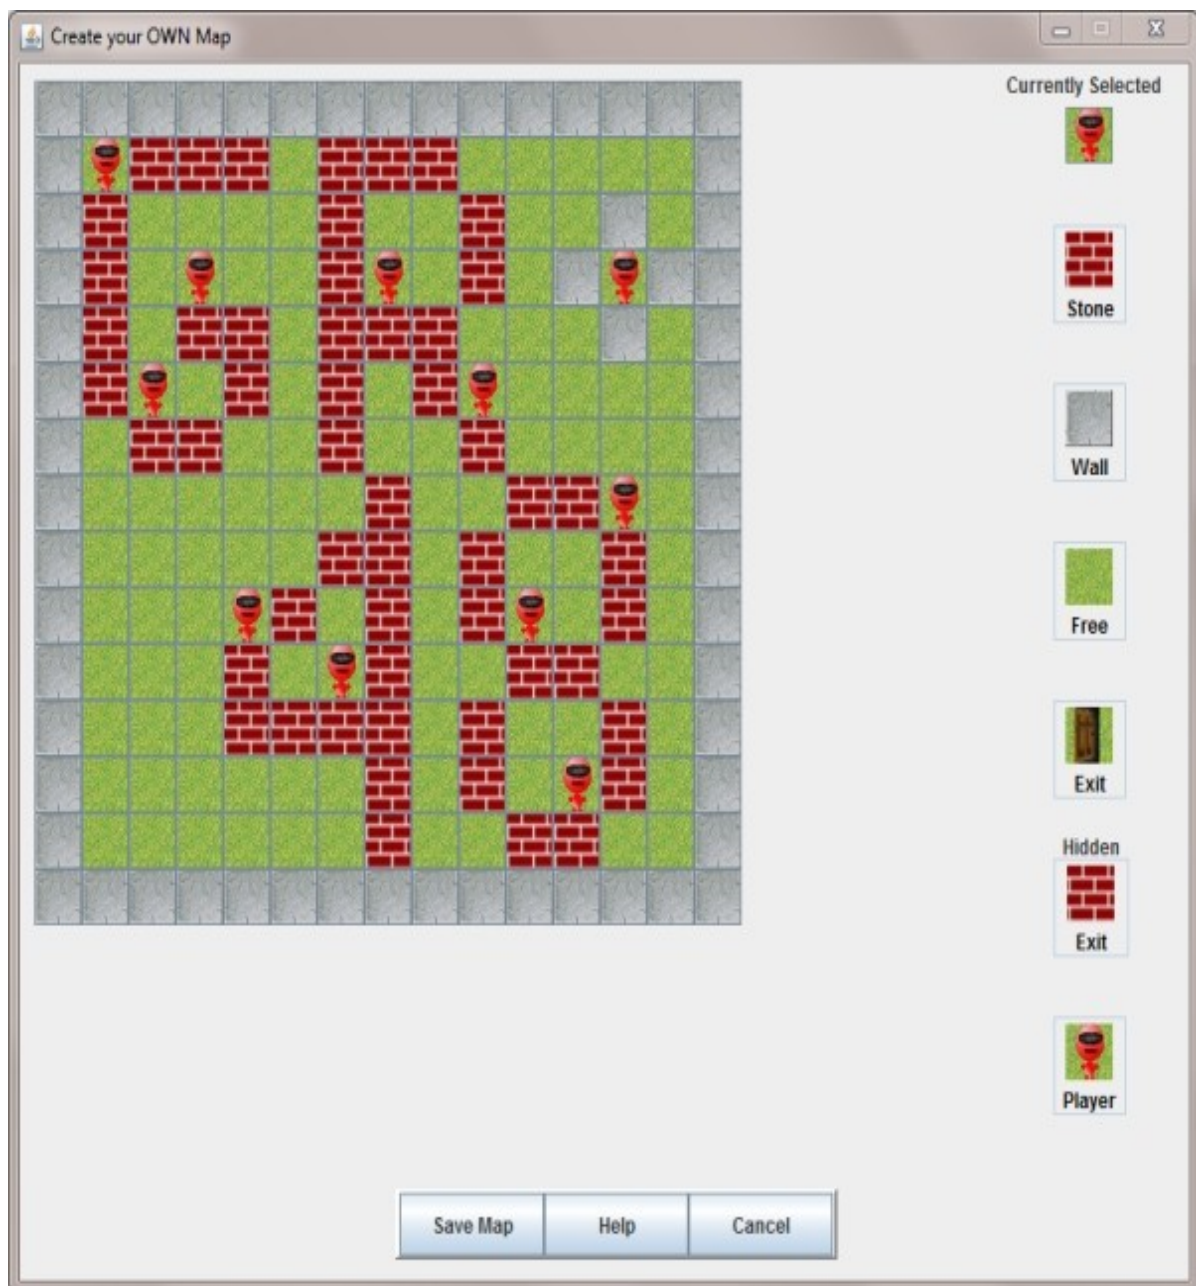 Create your OWN Map
Currently Selected
Stone
Wall
Free
Exit
Hidden
Exit
Player
Save Map
Help
Cancel